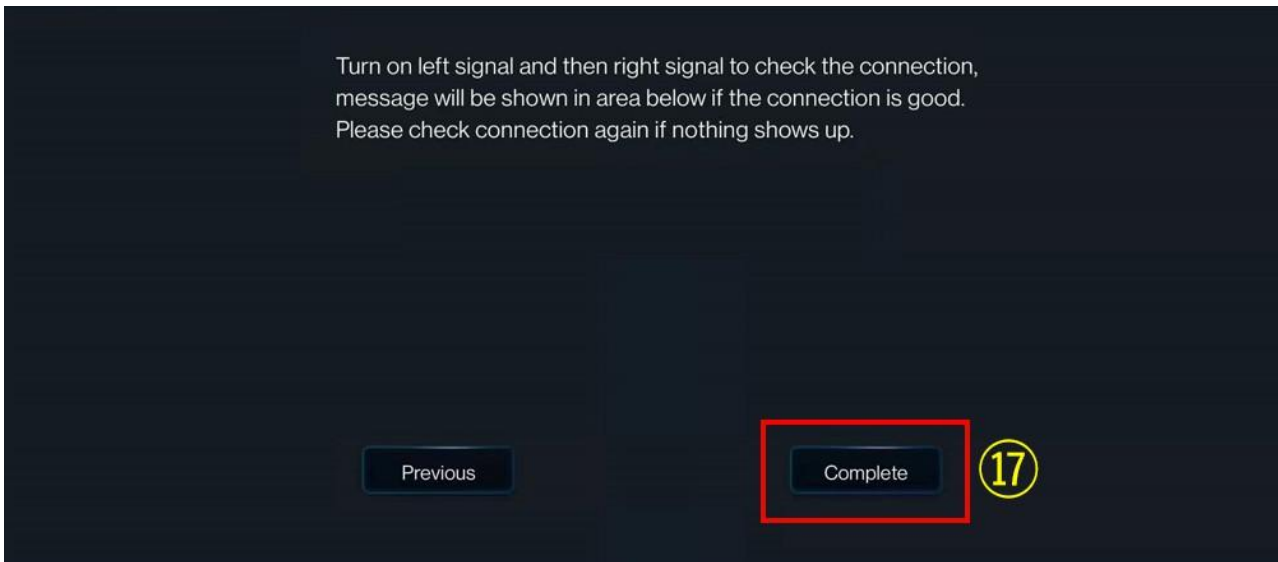 Turn on left signal and then right signal to check the connection,
message will be shown in area below if the connection is good.
Please check connection again if nothing shows up.
Previous
Complete
⑰